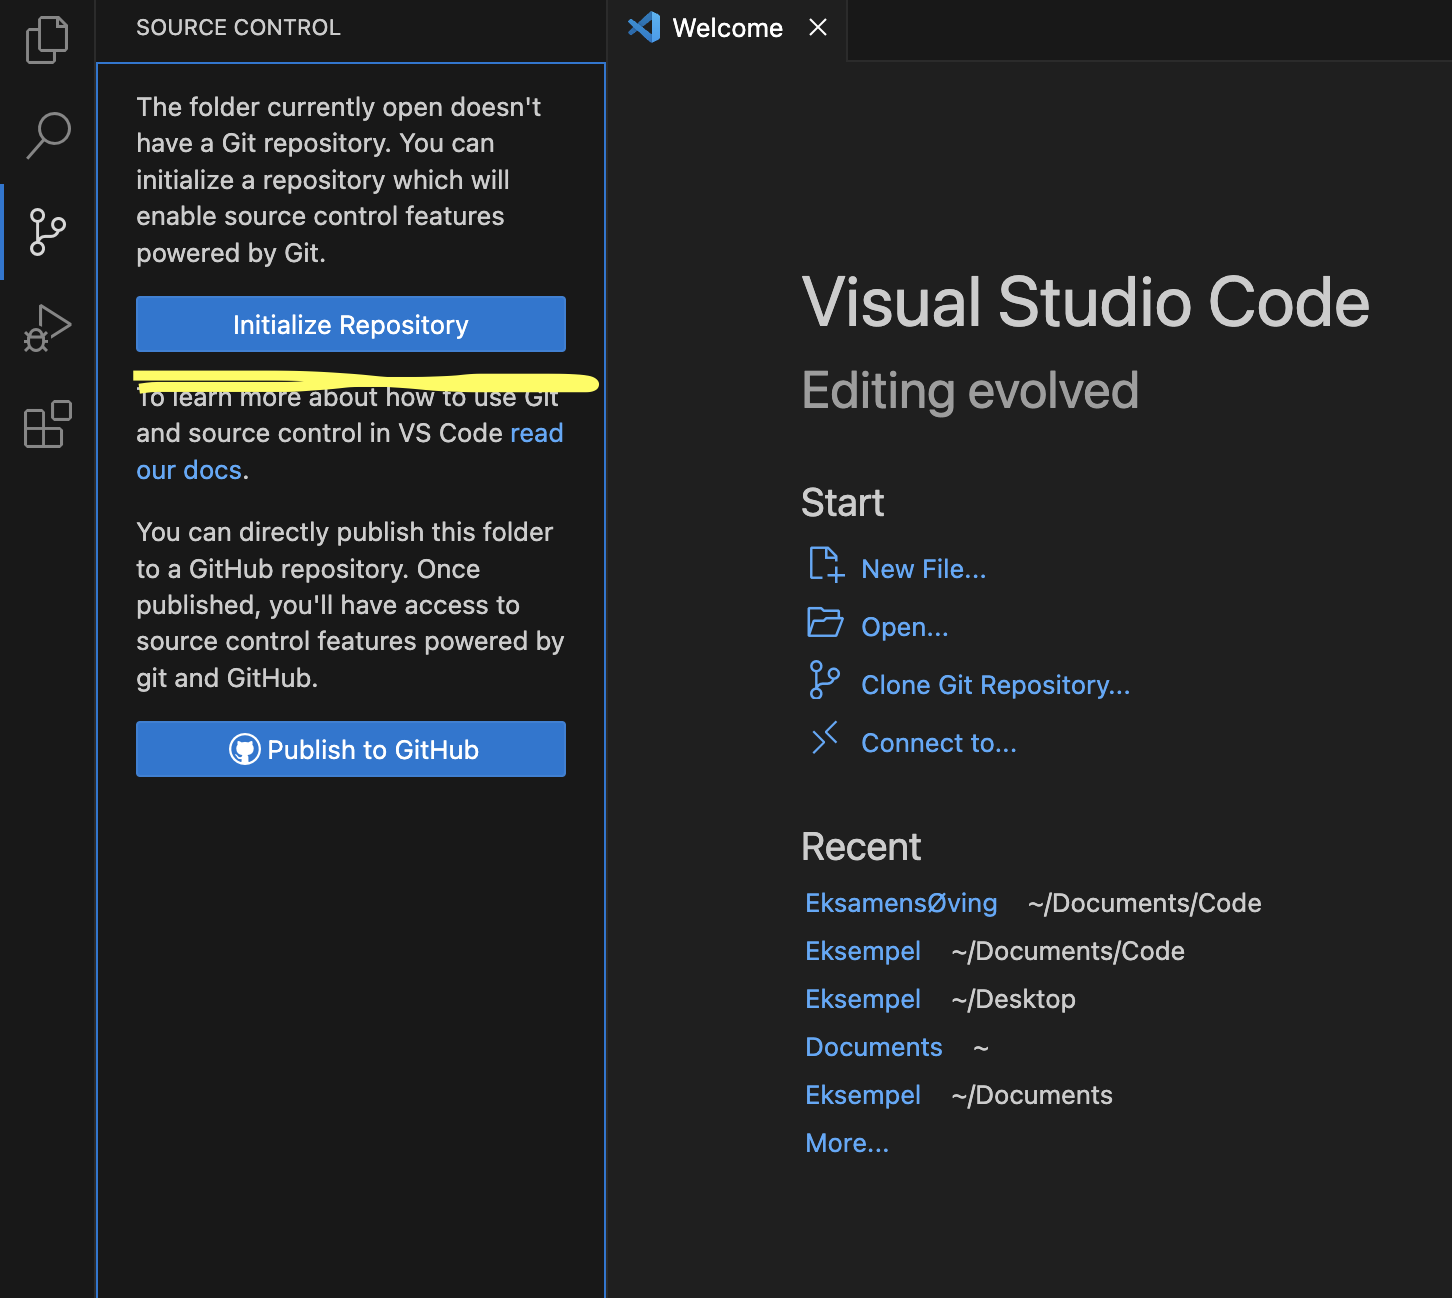 SOURCE CONTROL
Welcome
The folder currently open doesn't
have a Git repository. You can
initialize a repository which will
enable source control features
powered by Git.
Initialize Repository
To learn more about how to use Git
and source control in VS Code read
our docs.
You can directly publish this folder
to a GitHub repository. Once
published, you'll have access to
source control features powered by
git and GitHub.
Publish to GitHub
Visual Studio Code
Editing evolved
Start
New File...
Open...
Clone Git Repository...
Connect to...
Recent
EksamensØving ~/Documents/Code
Eksempel ~/Documents/Code
Eksempel ~/Desktop
Documents ~
Eksempel ~/Documents
More...